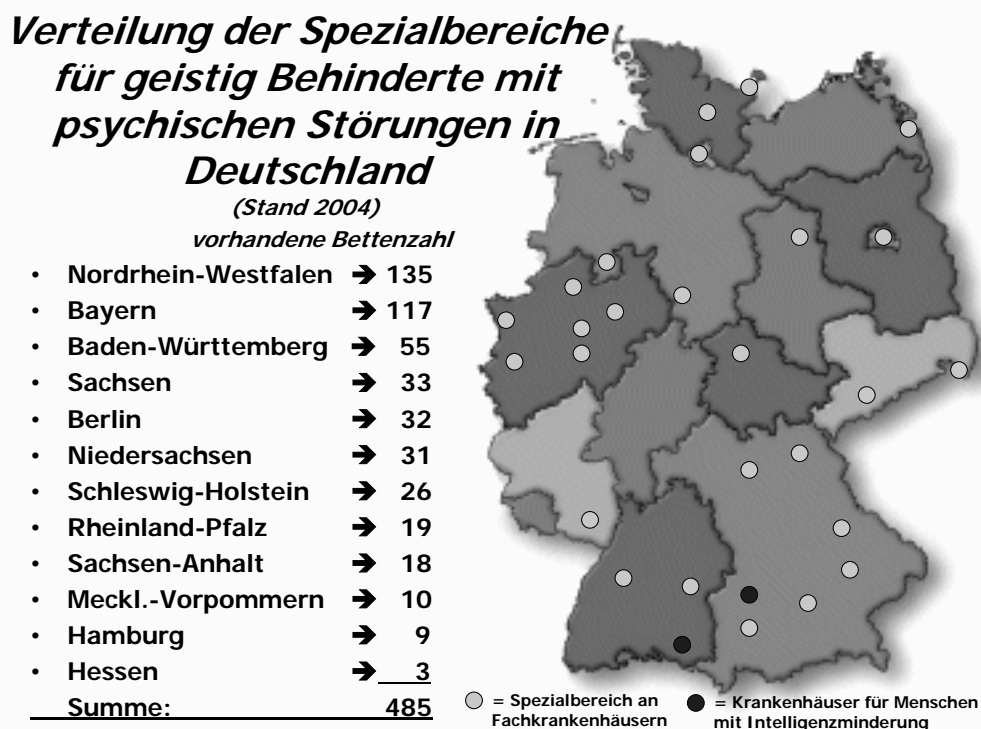 Verteilung der Spezialbereiche
für geistig Behinderte mit
psychischen Störungen in
Deutschland
(Stand 2004)
vorhandene Bettenzahl
• Nordrhein-Westfalen ➔ 135
• Bayern ➔ 117
• Baden-Württemberg ➔ 55
• Sachsen ➔ 33
• Berlin ➔ 32
• Niedersachsen ➔ 31
• Schleswig-Holstein ➔ 26
• Rheinland-Pfalz ➔ 19
• Sachsen-Anhalt ➔ 18
• Meckl.-Vorpommern ➔ 10
• Hamburg ➔ 9
• Hessen ➔ 3
Summe: 485
= Spezialbereich an
Fachkrankenhäusern
= Krankenhäuser für Menschen
mit Intelligenzminderung